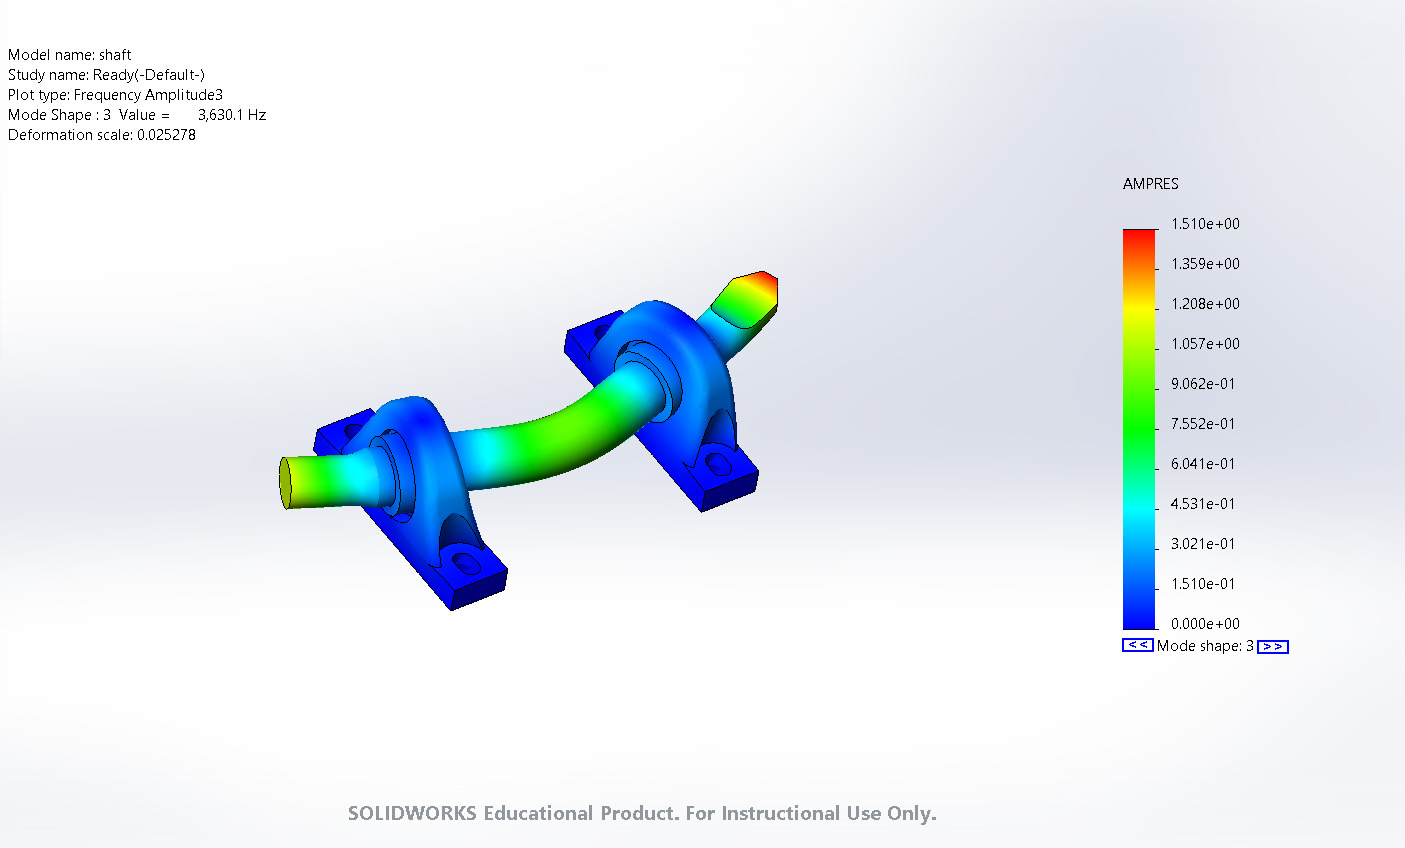 Model name: shaft
Study name: Ready(-Default-)
Plot type: Frequency Amplitude3
Mode Shape : 3  Value =      3,630.1 Hz
Deformation scale: 0.025278
AMPRES
1.510e+00
1.359e+00
1.208e+00
1.057e+00
9.062e-01
7.552e-01
6.041e-01
4.531e-01
3.021e-01
1.510e-01
0.000e+00
<< Mode shape: 3 >>
SOLIDWORKS Educational Product. For Instructional Use Only.